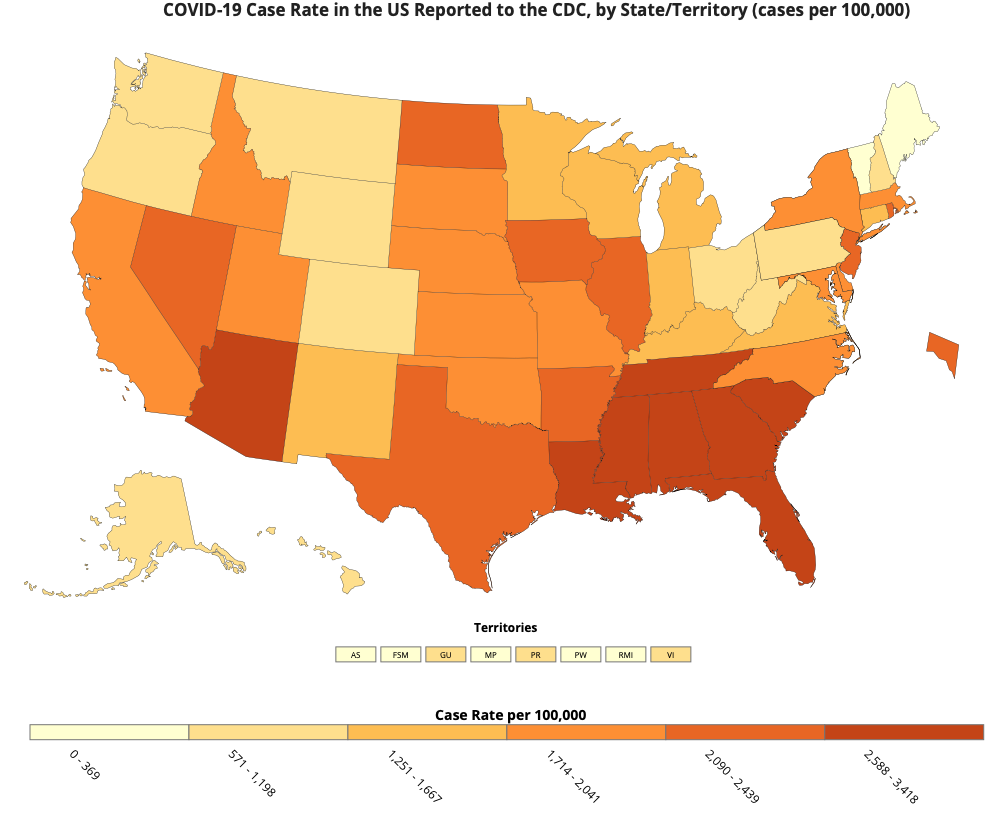 COVID-19 Case Rate in the US Reported to the CDC, by State/Territory (cases per 100,000)
Territories
AS FSM GU MP PR PW RMI VI
Case Rate per 100,000
0 - 369
571 - 1,198
1,251 - 1,667
1,714 - 2,041
2,090 - 2,439
2,588 - 3,418